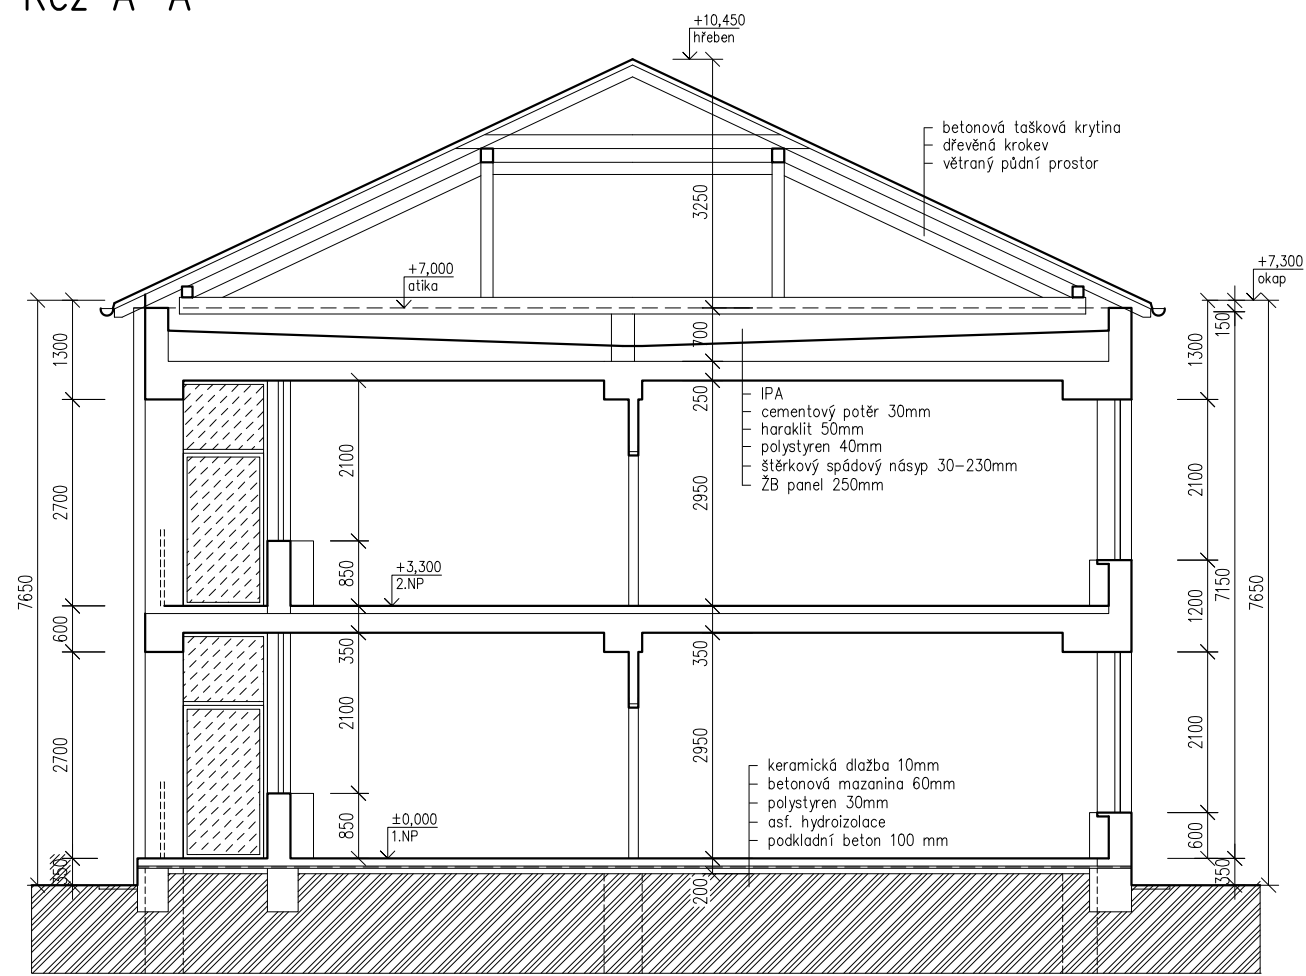 Řez A-A
+10,450
hřeben
betonová tašková krytina
dřevěná krokev
větraný půdní prostor
3250
+7,000
atika
+7,300
okap
150
1300
700
1300
250
IPA
cementový potěr 30mm
haraklit 50mm
polystyren 40mm
štěrkový spádový násyp 30-230mm
ŽB panel 250mm
2100
2700
2950
2100
850
+3,300
2.NP
7650
600
350
350
1200
7150
7650
2100
2700
2950
2100
keramická dlažba 10mm
betonová mazanina 60mm
polystyren 30mm
asf. hydroizolace
podkladní beton 100 mm
850
±0,000
1.NP
600
350
200
350